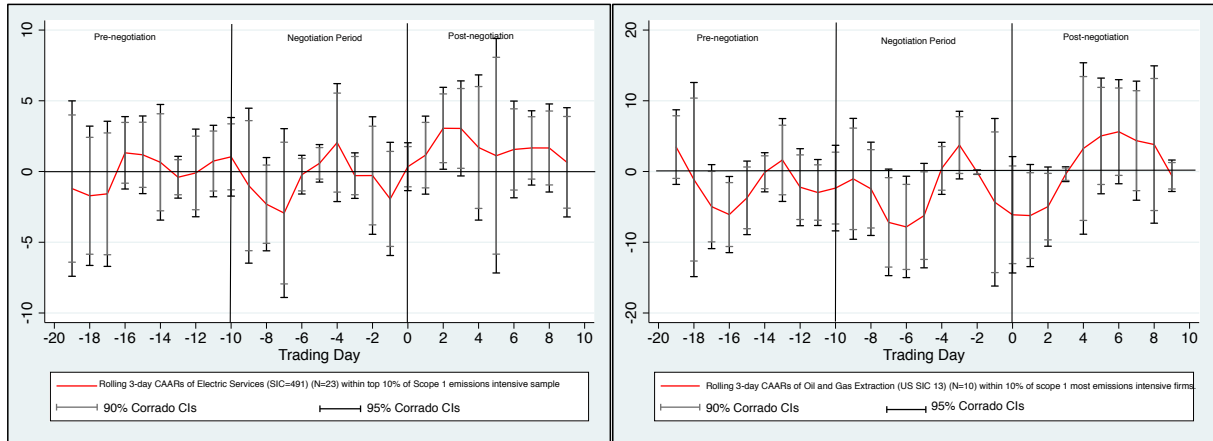 Pre-negotiation
Negotiation Period
Post-negotiation
10
5
0
-5
-10
-20 -18 -16 -14 -12 -10 -8 -6 -4 -2 0 2 4 6 8 10
Trading Day
Rolling 3-day CAARs of Electric Services (SIC=491) (N=23) within top 10% of Scope 1 emissions intensive sample
90% Corrado CIs
95% Corrado CIs
Pre-negotiation
Negotiation Period
Post-negotiation
20
10
0
-10
-20
-20 -18 -16 -14 -12 -10 -8 -6 -4 -2 0 2 4 6 8 10
Trading Day
Rolling 3-day CAARs of Oil and Gas Extraction (US SIC 13) (N=10) within 10% of scope 1 most emissions intensive firms.
90% Corrado CIs
95% Corrado CIs